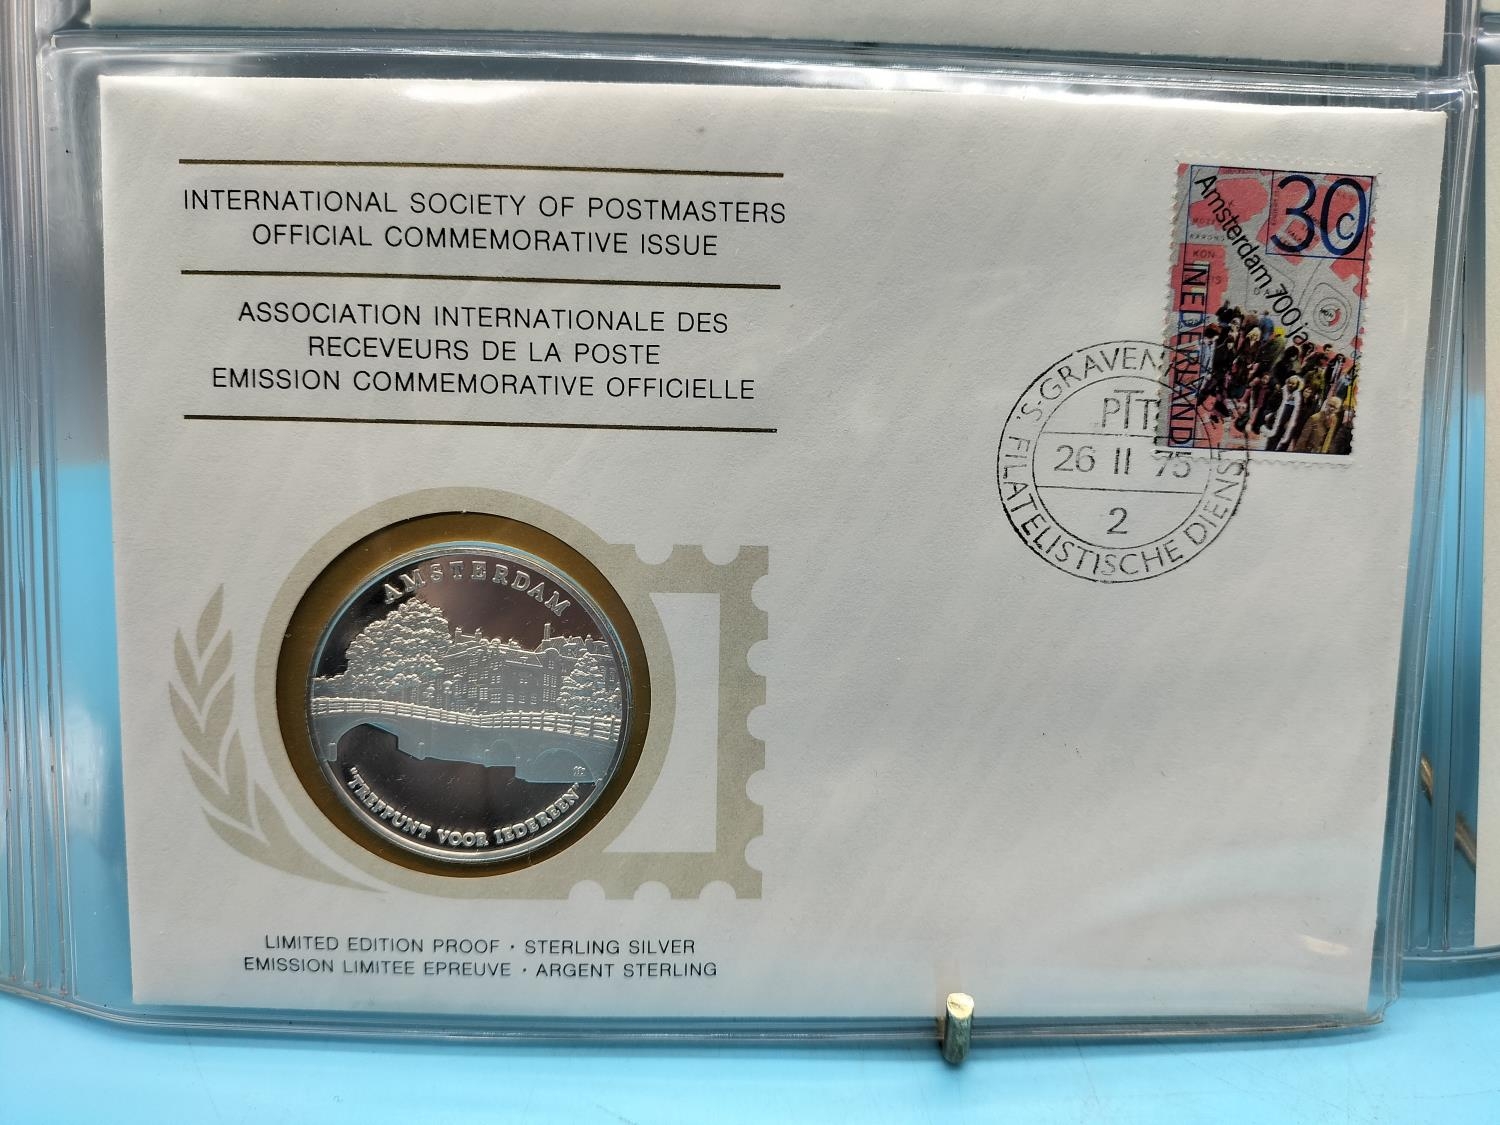 INTERNATIONAL SOCIETY OF POSTMASTERS
OFFICIAL COMMEMORATIVE ISSUE
ASSOCIATION INTERNATIONALE DES
RECEVEURS DE LA POSTE
EMISSION COMMEMORATIVE OFFICIELLE
30c
Amsterdam 700 ja
NEDERLAND
'S-GRAVEN
PTT
26 II 75
2
FILATELISTISCHE DIENST
AMSTERDAM
"TREFPUNT VOOR IEDEREEN"
LIMITED EDITION PROOF · STERLING SILVER
EMISSION LIMITEE EPREUVE · ARGENT STERLING